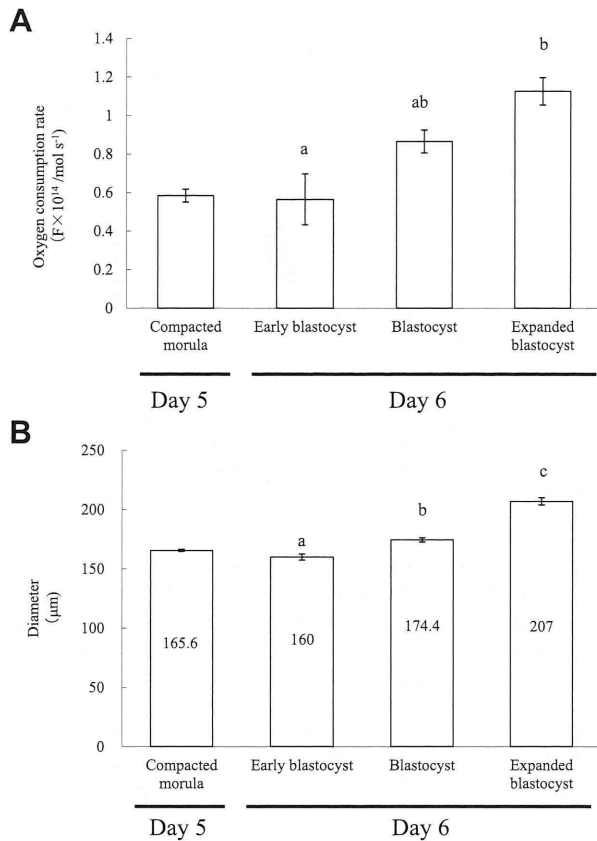 A
Oxygen consumption rate
(F×10¹⁴ /mol s⁻¹)
1.4
1.2
1
0.8
0.6
0.4
0.2
0
a
ab
b
Compacted
morula
Early blastocyst
Blastocyst
Expanded
blastocyst
Day 5
Day 6
B
Diameter
(μm)
250
200
150
100
50
0
a
b
c
165.6
160
174.4
207
Compacted
morula
Early blastocyst
Blastocyst
Expanded
blastocyst
Day 5
Day 6